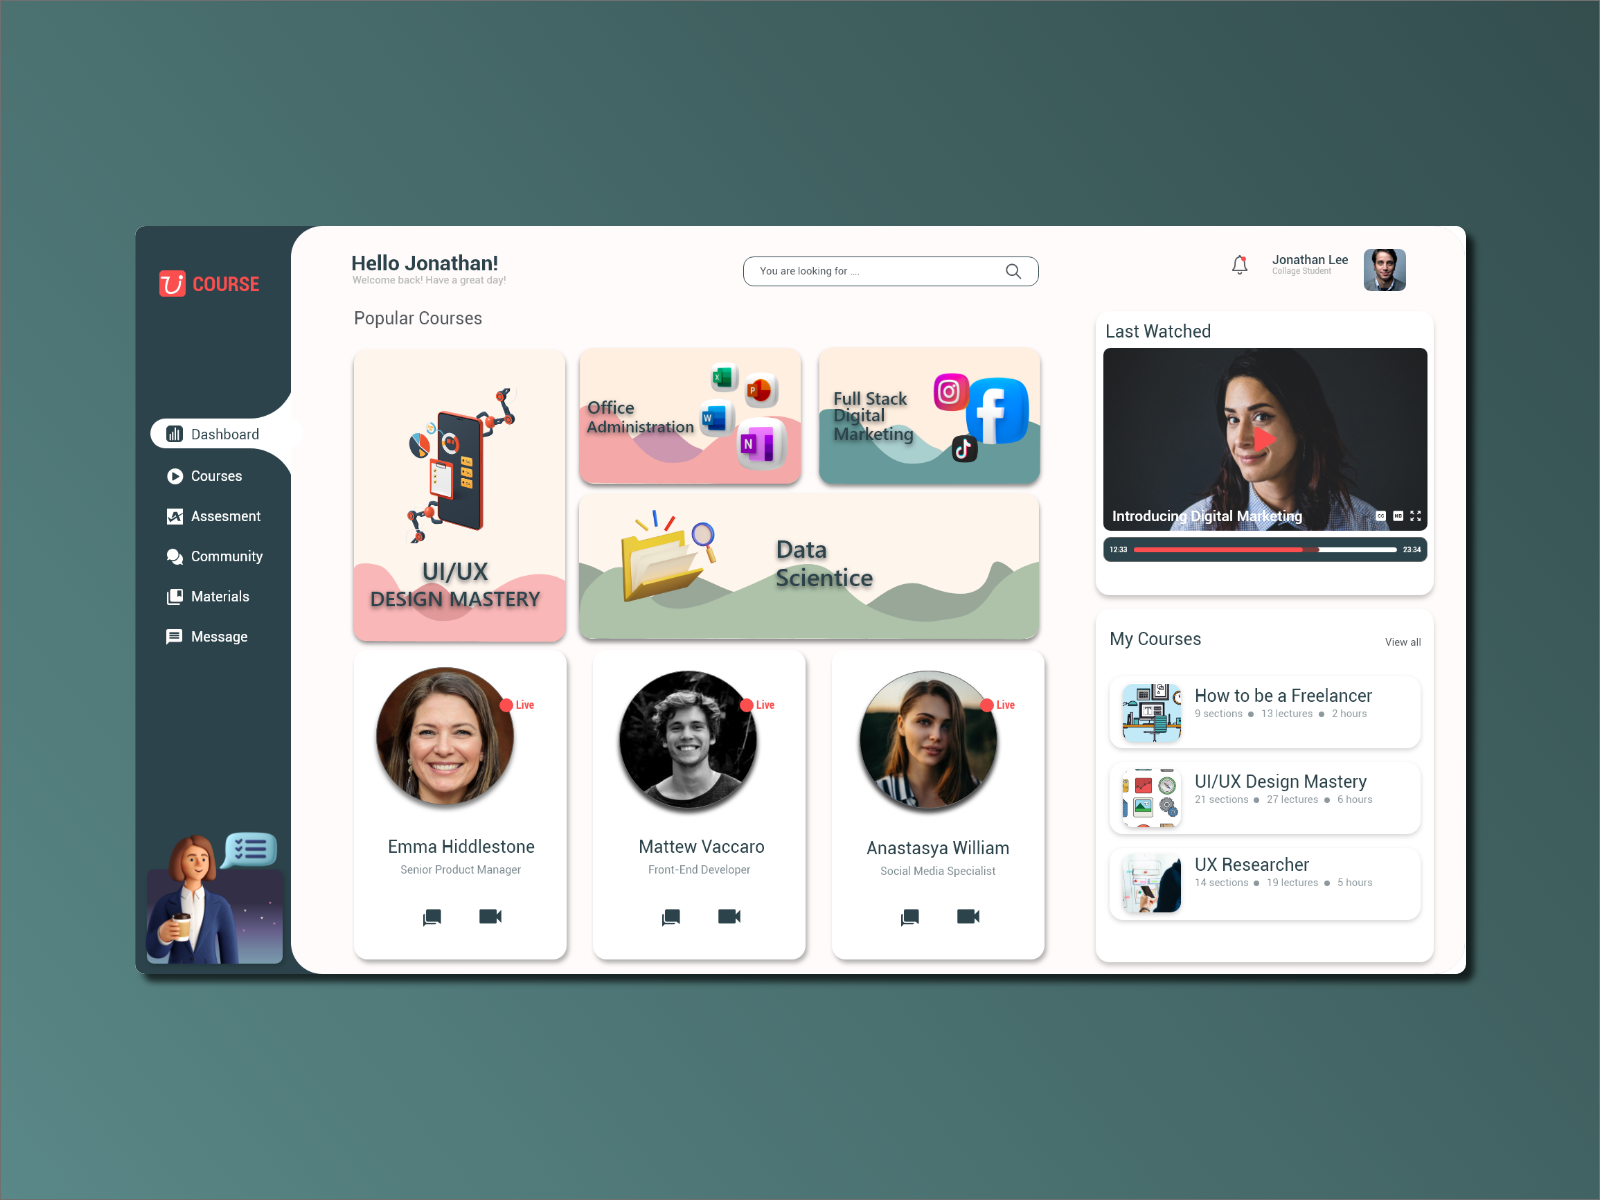 COURSE
Dashboard
Courses
Assesment
Community
Materials
Message
Hello Jonathan!
Welcome back! Have a great day!
You are looking for ....
Jonathan Lee
Collage Student
Popular Courses
UI/UX
DESIGN MASTERY
Office
Administration
X
P
W
N
Full Stack
Digital
Marketing
Data
Scientice
Live
Emma Hiddlestone
Senior Product Manager
Live
Mattew Vaccaro
Front-End Developer
Live
Anastasya William
Social Media Specialist
Last Watched
Introducing Digital Marketing
CC
HD
12:33
23:34
My Courses
View all
How to be a Freelancer
9 sections ● 13 lectures ● 2 hours
UI/UX Design Mastery
21 sections ● 27 lectures ● 6 hours
UX Researcher
14 sections ● 19 lectures ● 5 hours